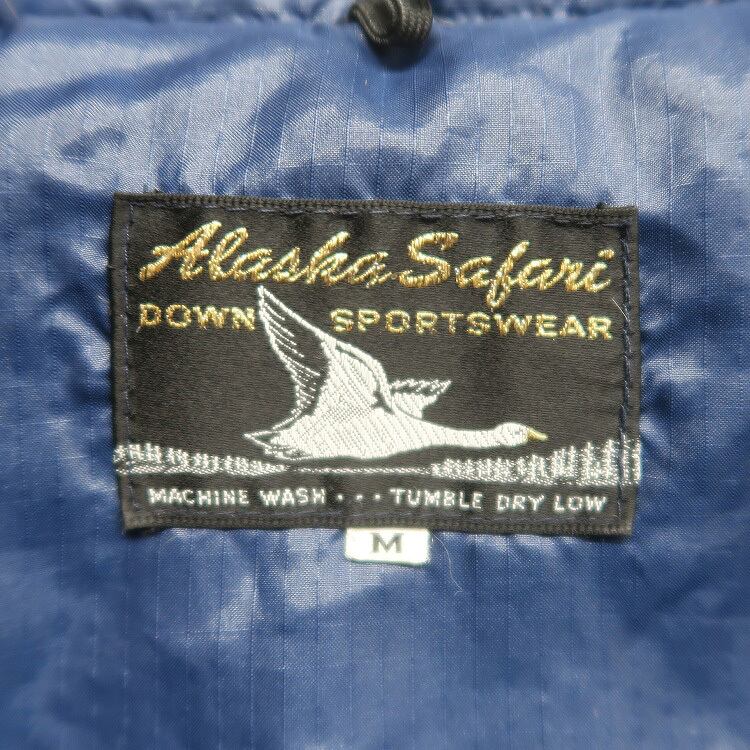 Alaska Safari
DOWN SPORTSWEAR
MACHINE WASH . . . TUMBLE DRY LOW
M